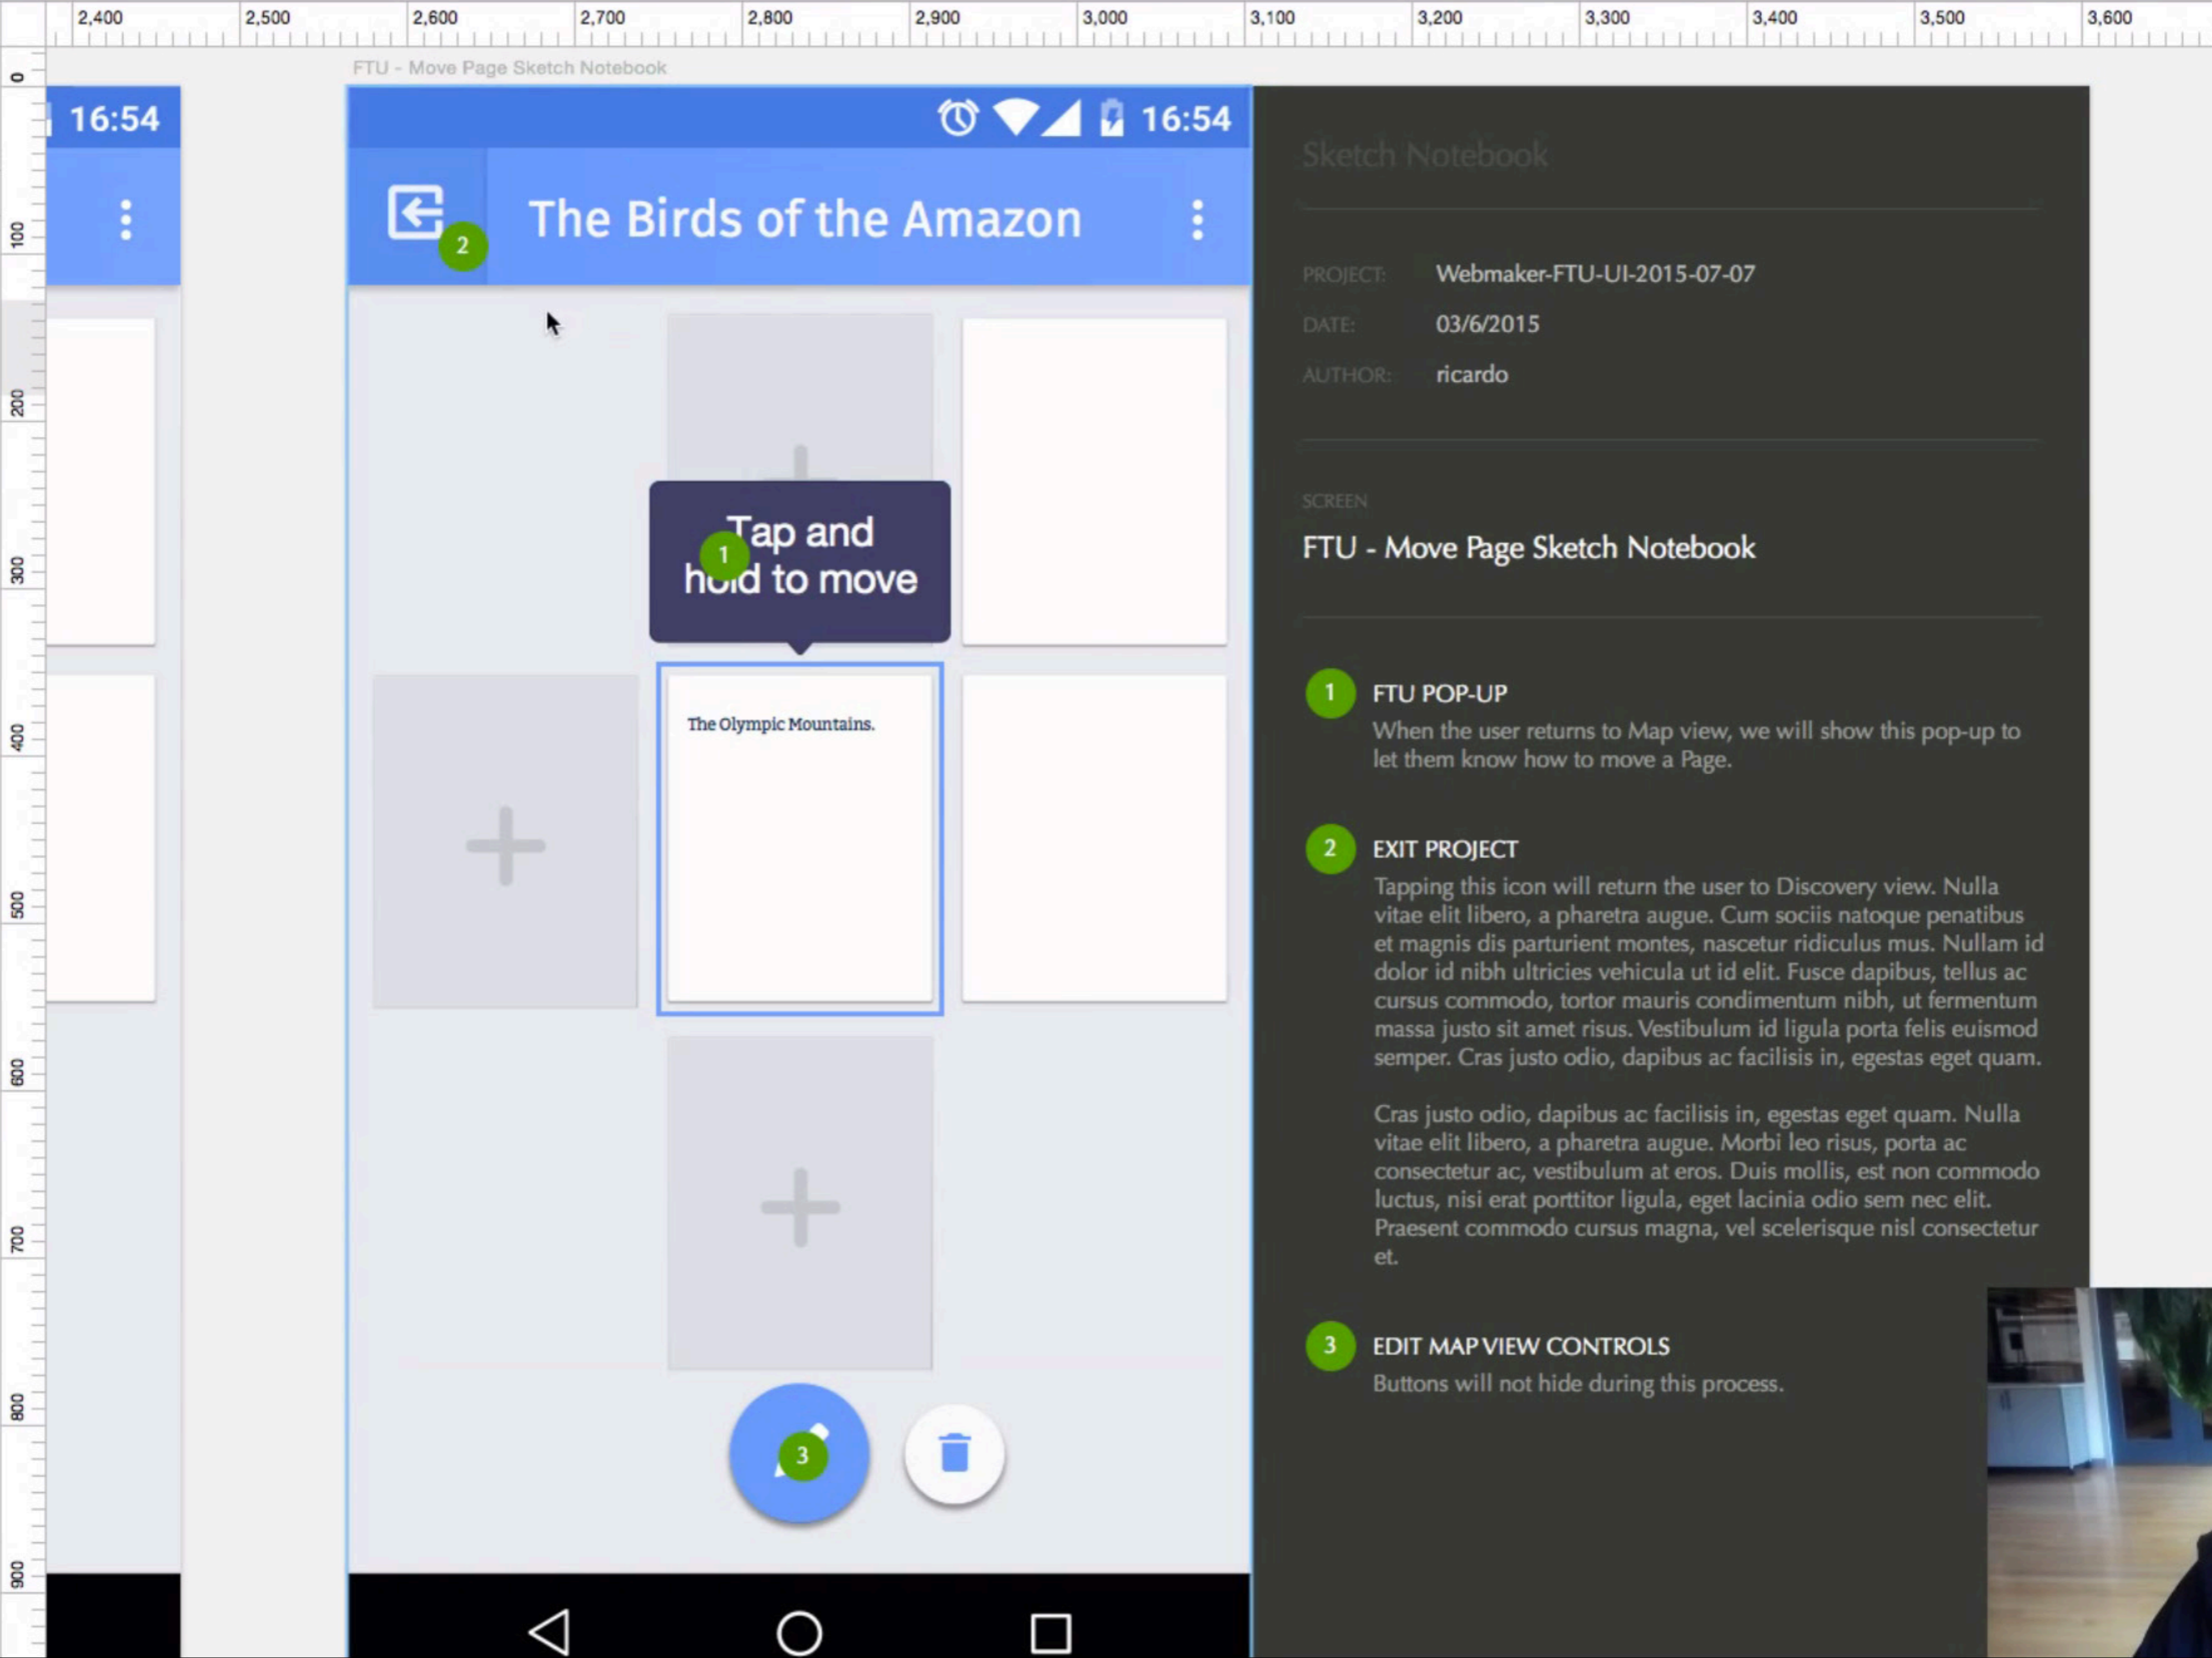 2,400 2,500 2,600 2,700 2,800 2,900 3,000 3,100 3,200 3,300 3,400 3,500 3,600
0
100
200
300
400
500
600
700
800
900
FTU - Move Page Sketch Notebook
16:54
16:54
2
The Birds of the Amazon
Tap and
1
hold to move
The Olympic Mountains.
3
Sketch Notebook
PROJECT: Webmaker-FTU-UI-2015-07-07
DATE: 03/6/2015
AUTHOR: ricardo
SCREEN
FTU - Move Page Sketch Notebook
1 FTU POP-UP
When the user returns to Map view, we will show this pop-up to
let them know how to move a Page.
2 EXIT PROJECT
Tapping this icon will return the user to Discovery view. Nulla
vitae elit libero, a pharetra augue. Cum sociis natoque penatibus
et magnis dis parturient montes, nascetur ridiculus mus. Nullam id
dolor id nibh ultricies vehicula ut id elit. Fusce dapibus, tellus ac
cursus commodo, tortor mauris condimentum nibh, ut fermentum
massa justo sit amet risus. Vestibulum id ligula porta felis euismod
semper. Cras justo odio, dapibus ac facilisis in, egestas eget quam.
Cras justo odio, dapibus ac facilisis in, egestas eget quam. Nulla
vitae elit libero, a pharetra augue. Morbi leo risus, porta ac
consectetur ac, vestibulum at eros. Duis mollis, est non commodo
luctus, nisi erat porttitor ligula, eget lacinia odio sem nec elit.
Praesent commodo cursus magna, vel scelerisque nisl consectetur
et.
3 EDIT MAP VIEW CONTROLS
Buttons will not hide during this process.